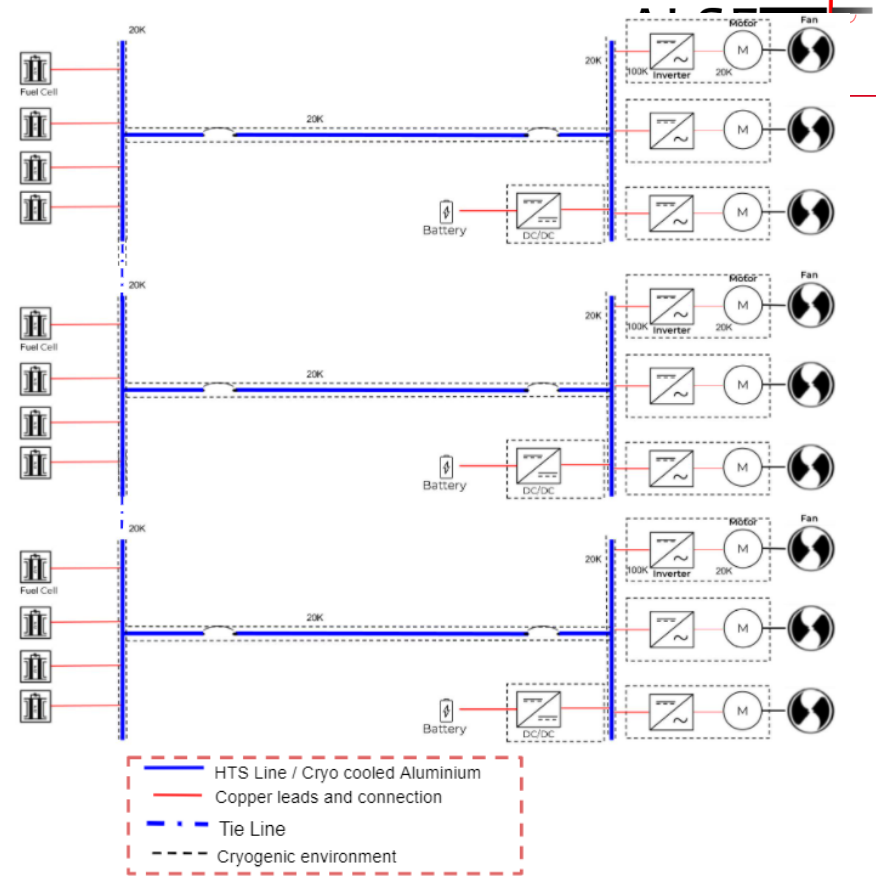 20K
Motor
Fan
20K
100K
Inverter
20K
M
Fuel Cell
20K
M
Battery
DC/DC
M
20K
Motor
Fan
20K
100K
Inverter
20K
M
Fuel Cell
20K
M
Battery
DC/DC
M
20K
Motor
Fan
20K
100K
Inverter
20K
M
Fuel Cell
20K
M
Battery
DC/DC
M
HTS Line / Cryo cooled Aluminium
Copper leads and connection
Tie Line
Cryogenic environment